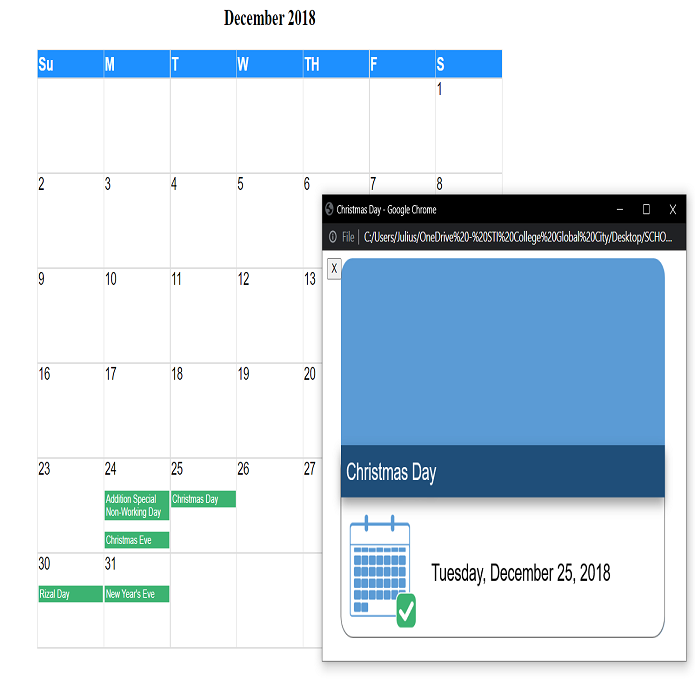 December 2018
Su M T W TH F S
1
2 3 4 5 6 7 8
Christmas Day - Google Chrome
File | C:/Users/Julius/OneDrive%20-%20STI%20College%20Global%20City/Desktop/SCHO...
X
9 10 11 12 13
16 17 18 19 20
23 24 25 26 27
Addition Special
Non-Working Day
Christmas Day
Christmas Eve
30 31
Rizal Day New Year's Eve
Christmas Day
Tuesday, December 25, 2018